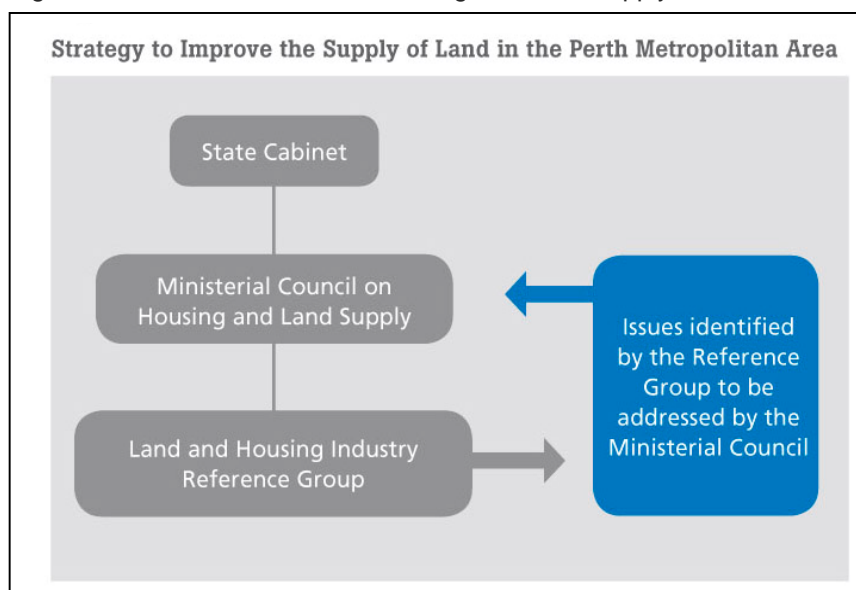 Strategy to Improve the Supply of Land in the Perth Metropolitan Area
State Cabinet
Ministerial Council on
Housing and Land Supply
Land and Housing Industry
Reference Group
Issues identified
by the Reference
Group to be
addressed by the
Ministerial Council